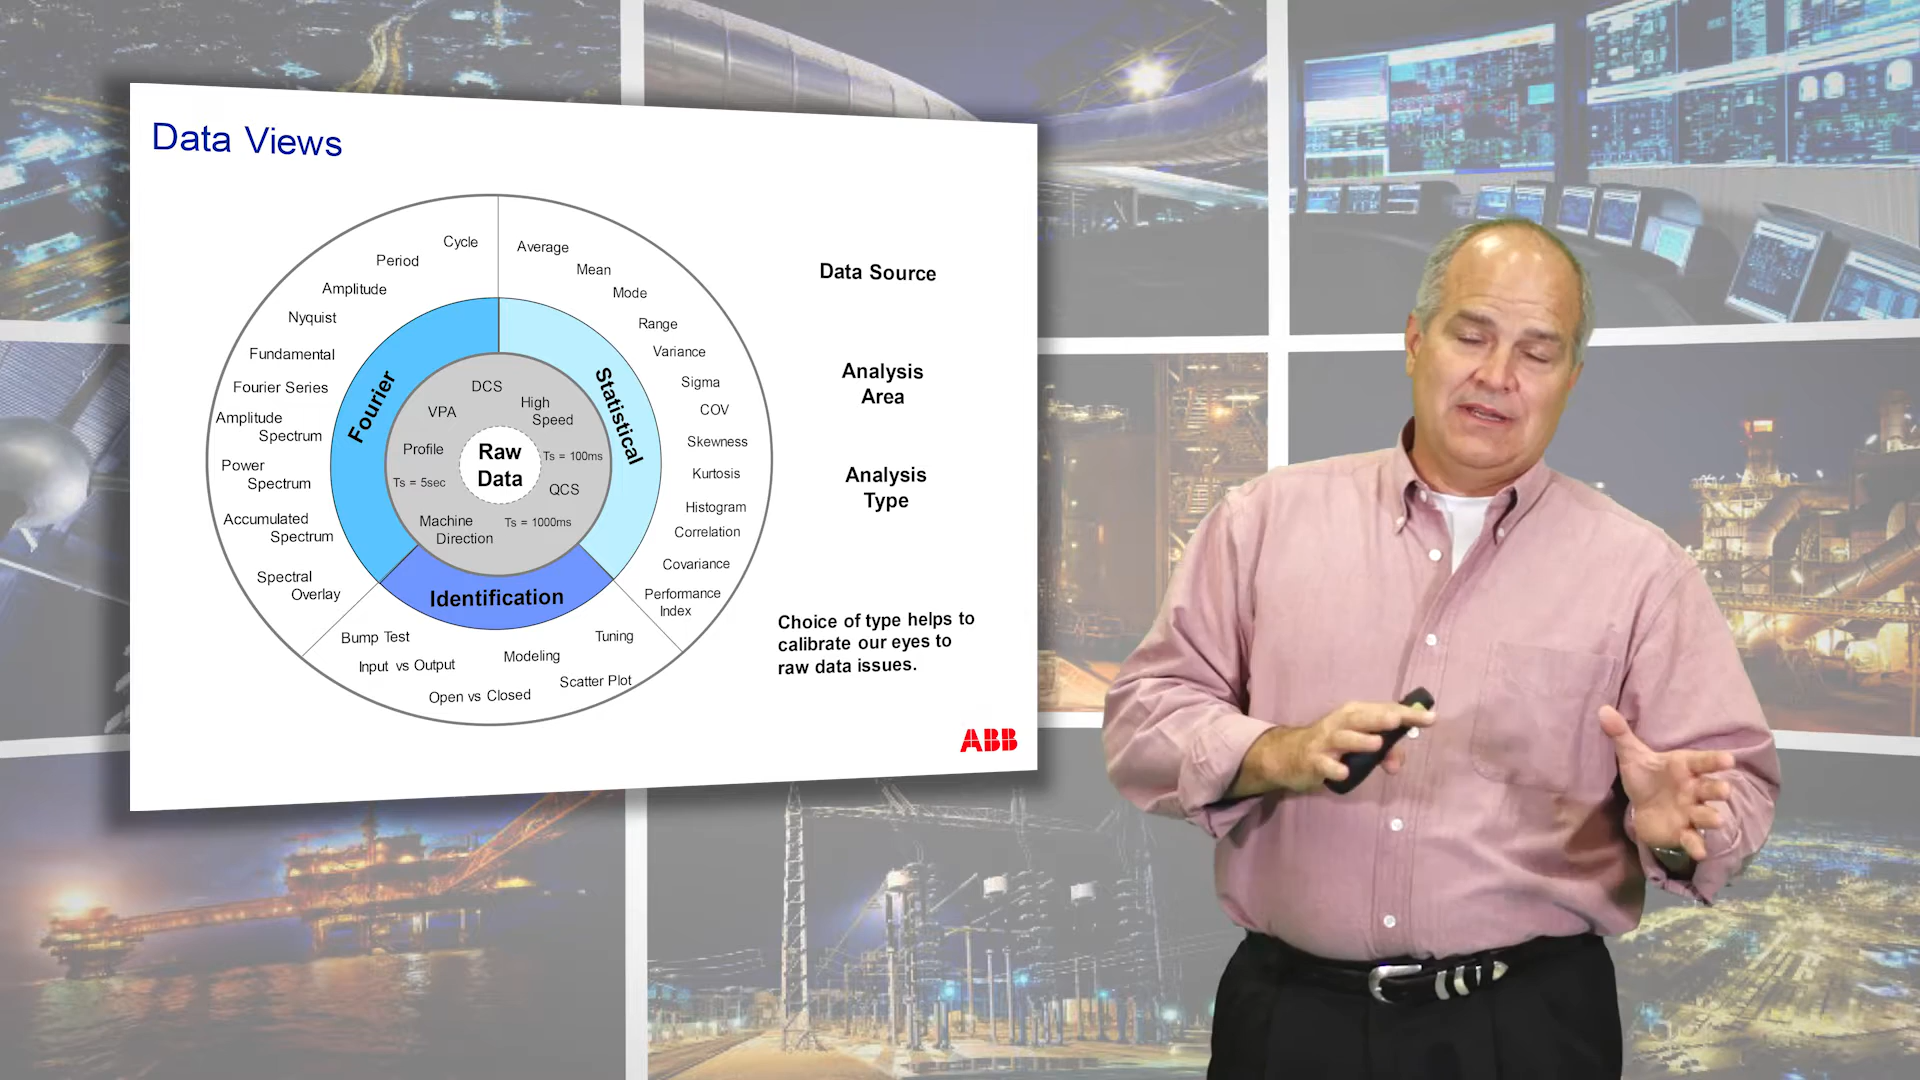 Data Views
Cycle
Period
Amplitude
Nyquist
Fundamental
Fourier Series
Amplitude
Spectrum
Power
Spectrum
Accumulated
Spectrum
Spectral
Overlay
Average
Mean
Mode
Range
Variance
Sigma
COV
Skewness
Kurtosis
Histogram
Correlation
Covariance
Performance
Index
Bump Test
Input vs Output
Open vs Closed
Modeling
Tuning
Scatter Plot
Fourier
Statistical
Identification
DCS
VPA
High
Speed
Profile
Ts = 100ms
Ts = 5sec
QCS
Machine
Direction
Ts = 1000ms
Raw
Data
Data Source
Analysis
Area
Analysis
Type
Choice of type helps to
calibrate our eyes to
raw data issues.
ABB